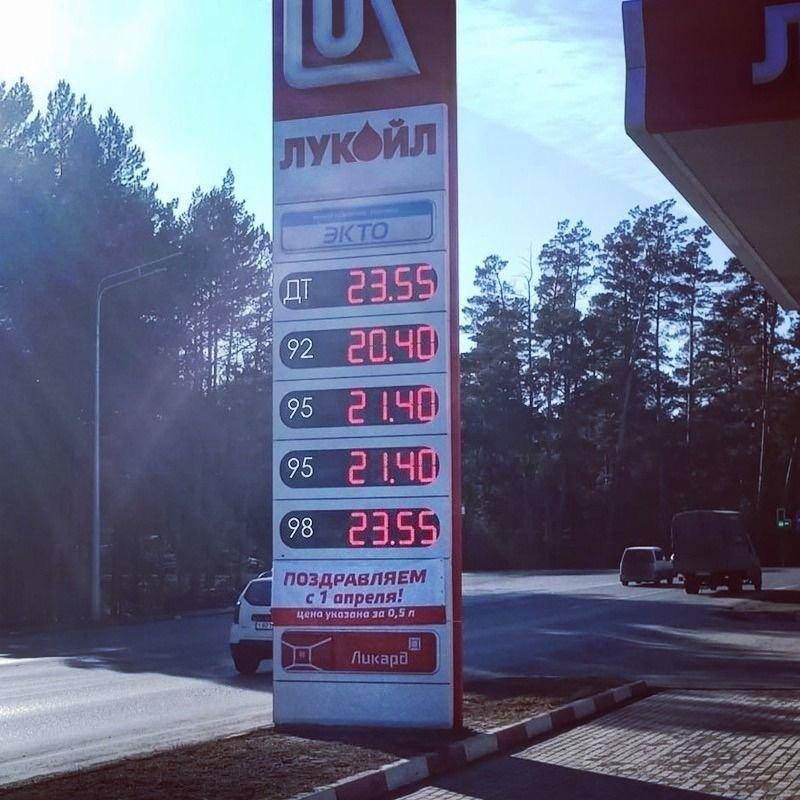 ЛУКОЙЛ
ЭКТО
ДТ 23.55
92 20.40
95 21.40
95 21.40
98 23.55
ПОЗДРАВЛЯЕМ
с 1 апреля!
цена указана за 0,5 л
Ликард